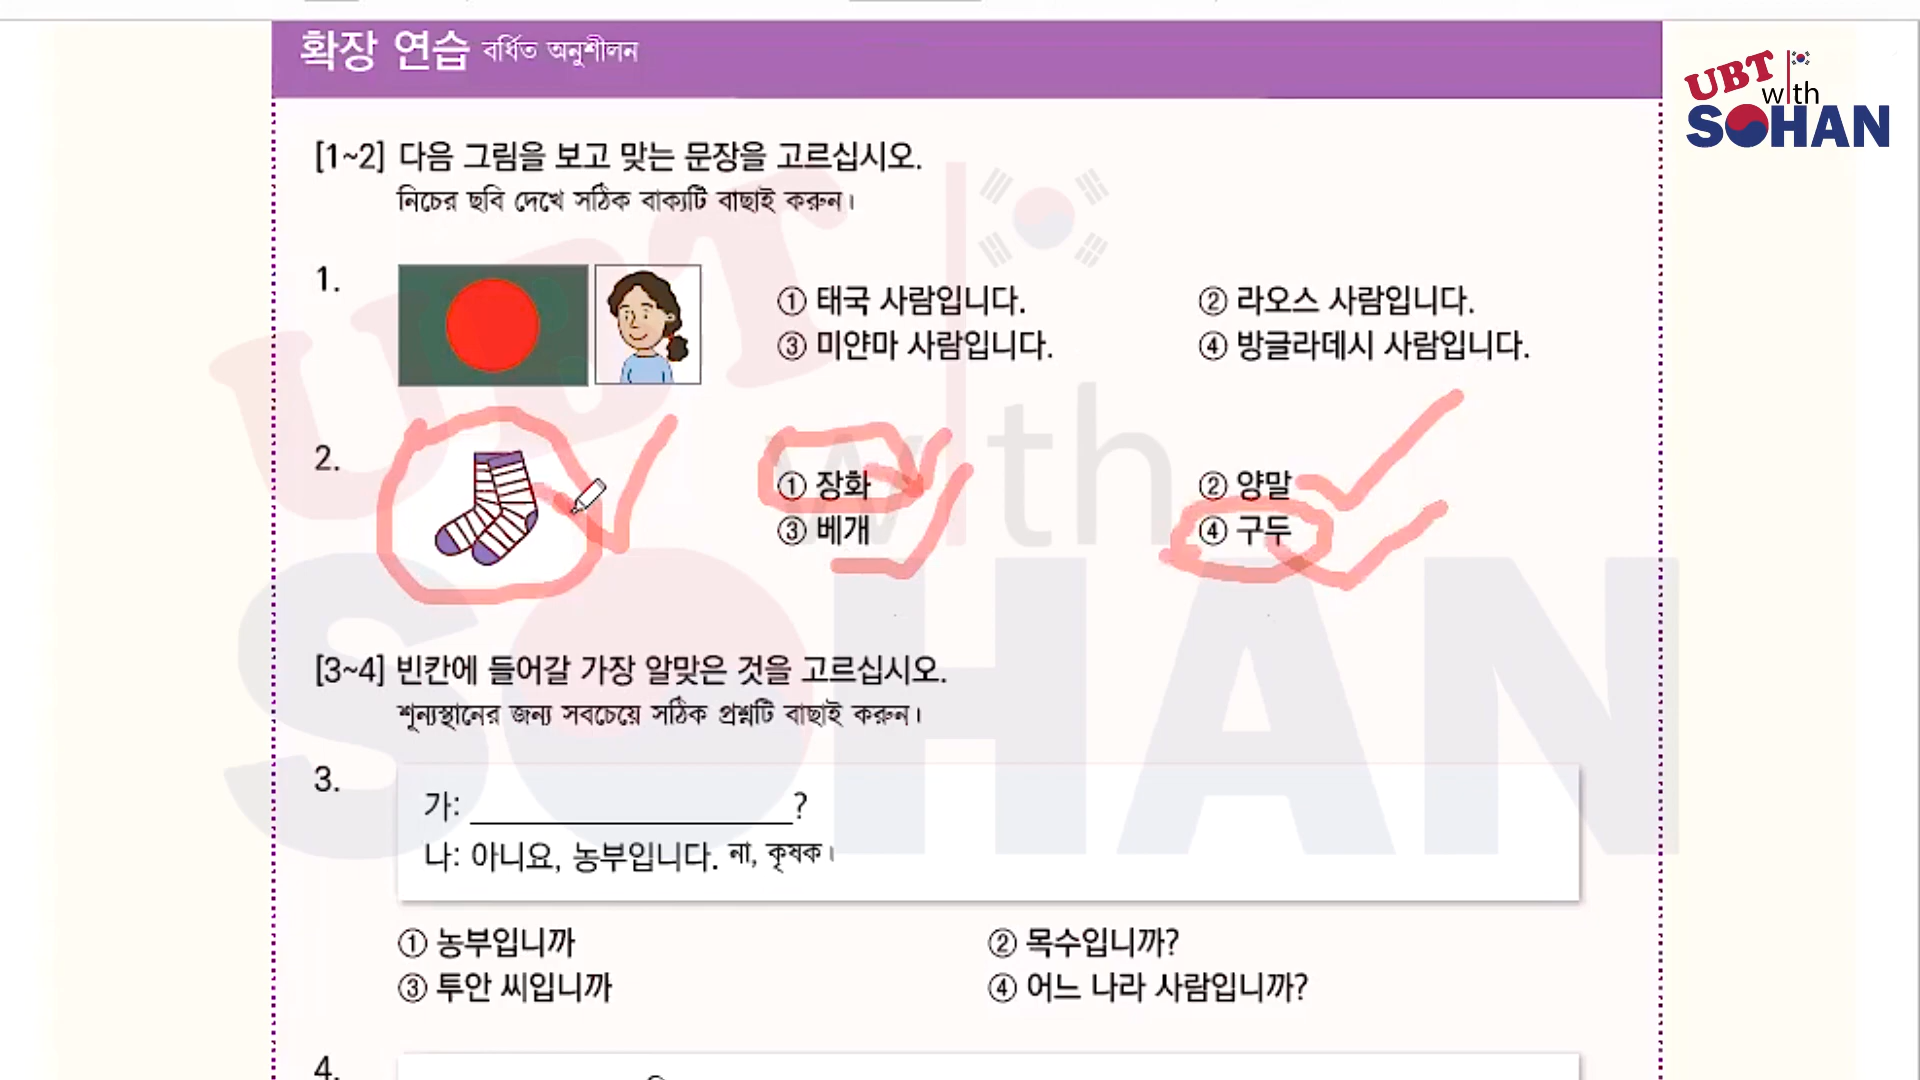 확장 연습 বর্ধিত অনুশীলন
UBT with SOHAN
[1~2] 다음 그림을 보고 맞는 문장을 고르십시오.
নিচের ছবি দেখে সঠিক বাক্যটি বাছাই করুন।
1.
① 태국 사람입니다. ② 라오스 사람입니다.
③ 미얀마 사람입니다. ④ 방글라데시 사람입니다.
2.
① 장화 ② 양말
③ 베개 ④ 구두
[3~4] 빈칸에 들어갈 가장 알맞은 것을 고르십시오.
শূন্যস্থানের জন্য সবচেয়ে সঠিক প্রশ্নটি বাছাই করুন।
3.
가: ____________________?
나: 아니요, 농부입니다. না, কৃষক।
① 농부입니까 ② 목수입니까?
③ 투안 씨입니까 ④ 어느 나라 사람입니까?
4.
UBT with SOHAN